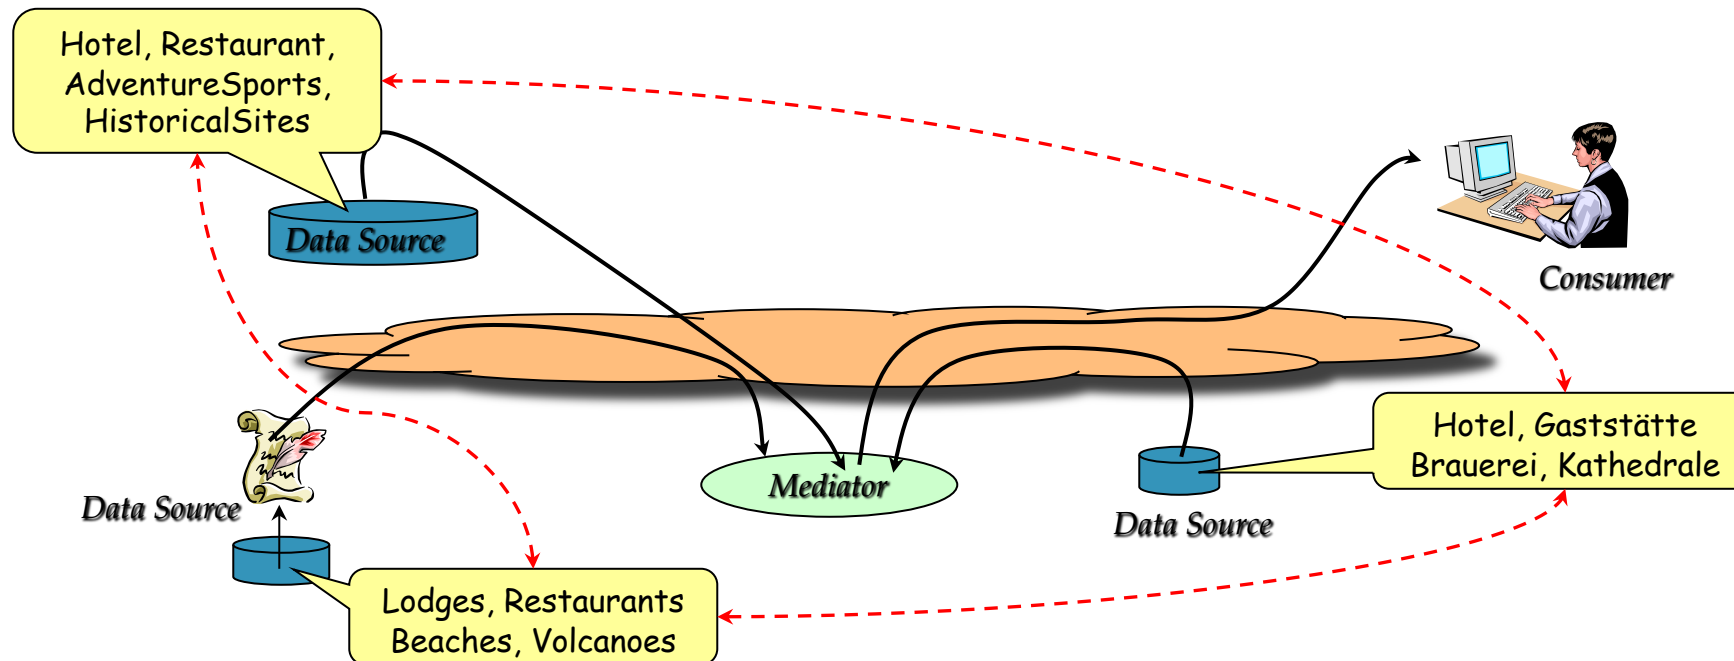 Hotel, Restaurant,
AdventureSports,
HistoricalSites
Data Source
Consumer
Data Source
Mediator
Hotel, Gaststätte
Brauerei, Kathedrale
Data Source
Lodges, Restaurants
Beaches, Volcanoes